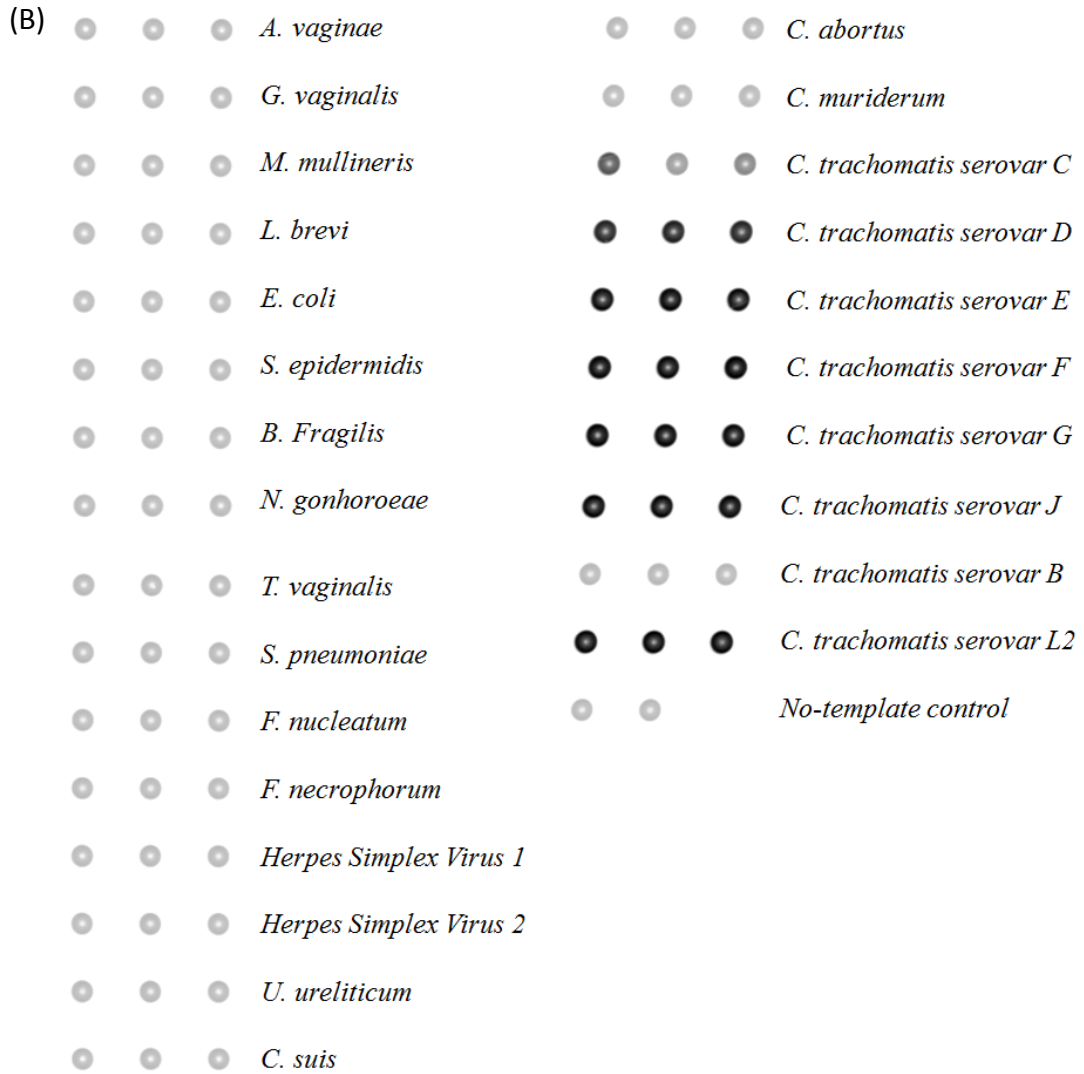 (B)
A. vaginae
G. vaginalis
M. mullineris
L. brevi
E. coli
S. epidermidis
B. Fragilis
N. gonhoroeae
T. vaginalis
S. pneumoniae
F. nucleatum
F. necrophorum
Herpes Simplex Virus 1
Herpes Simplex Virus 2
U. ureliticum
C. suis
C. abortus
C. muriderum
C. trachomatis serovar C
C. trachomatis serovar D
C. trachomatis serovar E
C. trachomatis serovar F
C. trachomatis serovar G
C. trachomatis serovar J
C. trachomatis serovar B
C. trachomatis serovar L2
No-template control